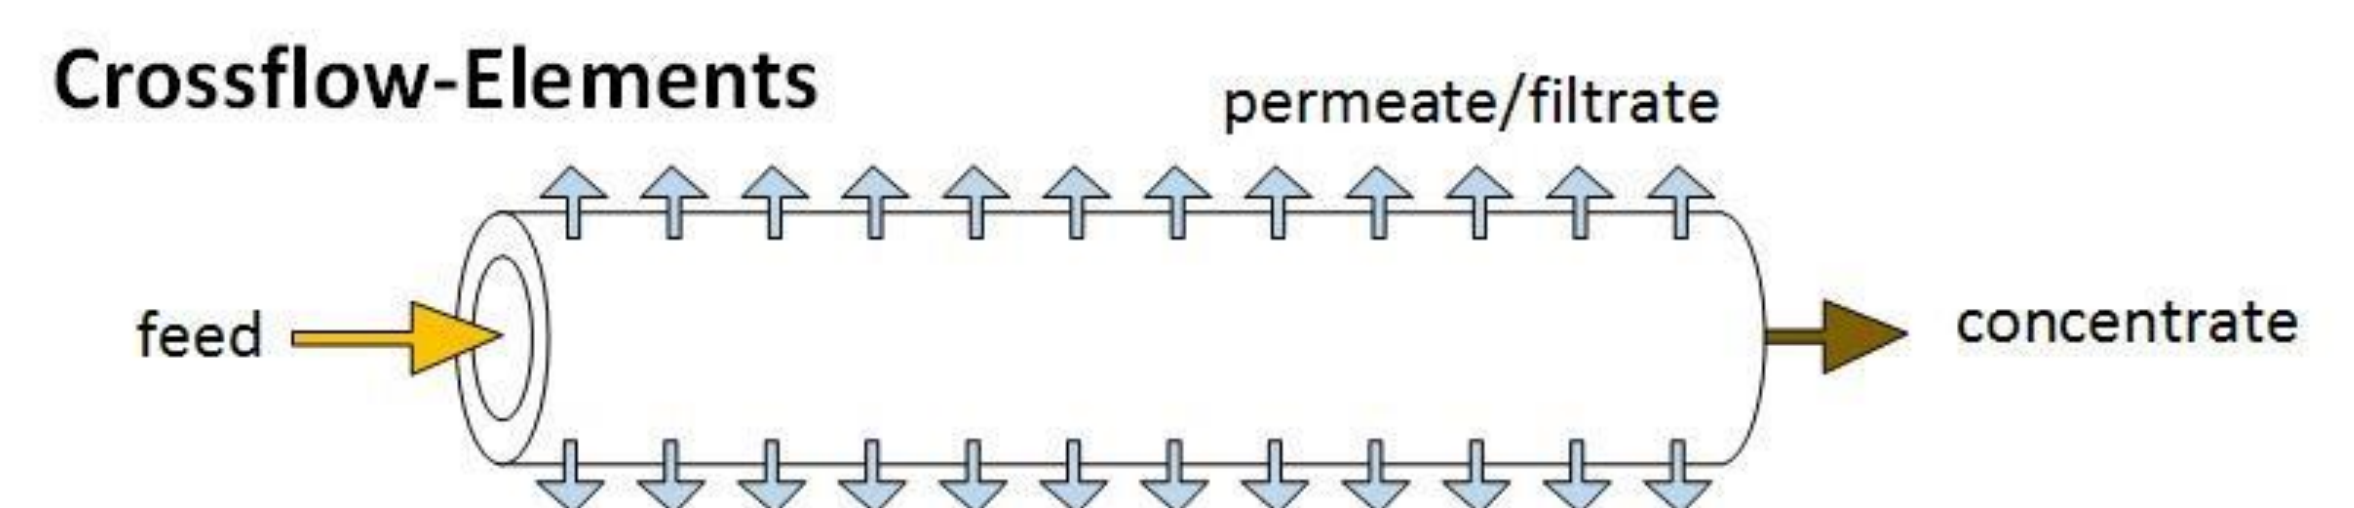 Crossflow-Elements
permeate/filtrate
feed
concentrate